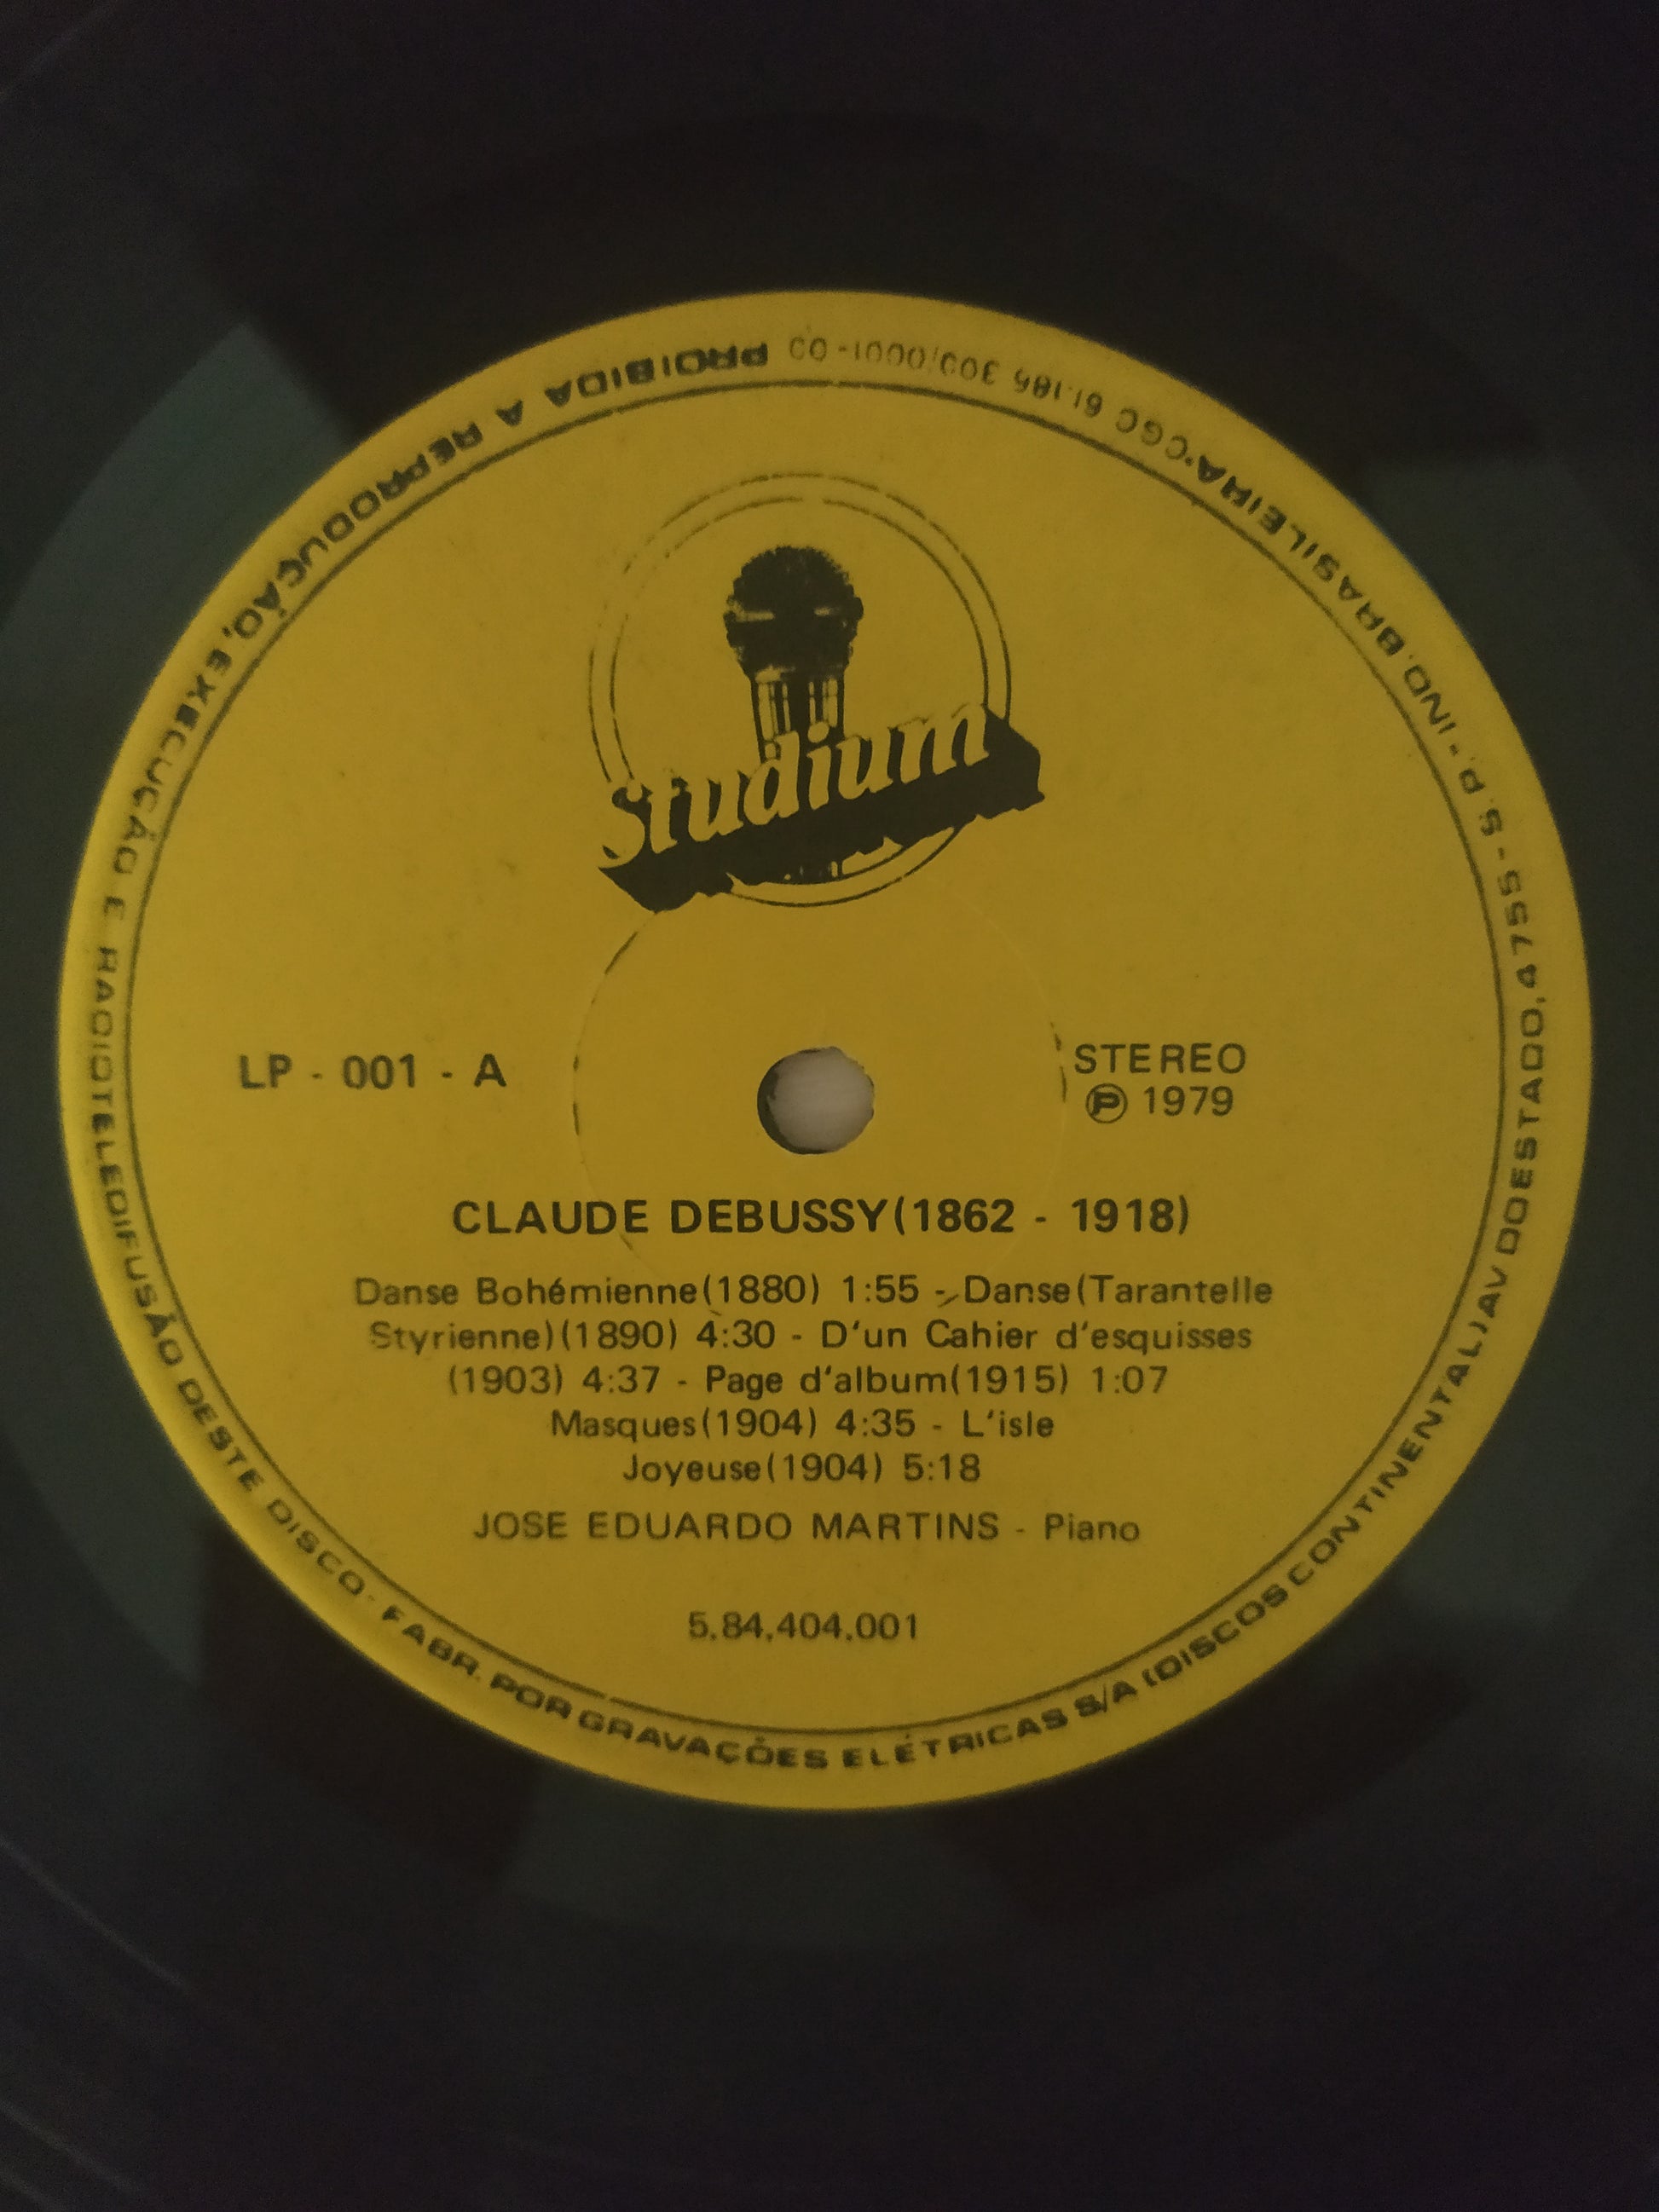 Studium
LP - 001 - A
STEREO
Ⓟ 1979
CLAUDE DEBUSSY(1862 - 1918)
Danse Bohémienne(1880) 1:55 - Danse(Tarantelle
Styrienne)(1890) 4:30 - D'un Cahier d'esquisses
(1903) 4:37 - Page d'album(1915) 1:07
Masques(1904) 4:35 - L'isle
Joyeuse(1904) 5:18
JOSE EDUARDO MARTINS - Piano
5.84.404.001
PROIBIDA A REPRODUÇÃO, EXECUÇÃO E RADIOTELEDIFUSÃO DESTE DISCO - FABR. POR GRAVAÇÕES ELÉTRICAS S/A (DISCOS CONTINENTAL) AV DO ESTADO, 4755 - S.P. - IND. BRASILEIRA. CGC 61.186